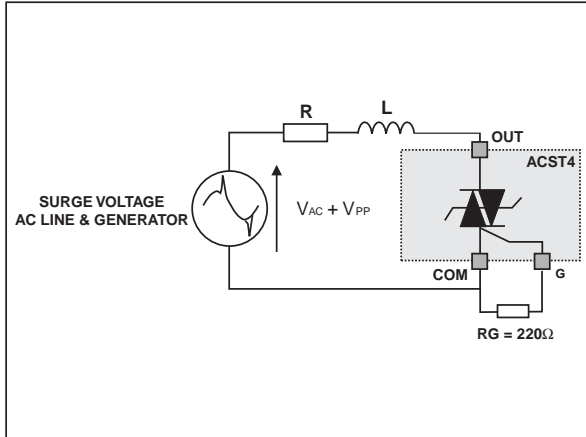 R
L
OUT
ACST4
SURGE VOLTAGE
AC LINE & GENERATOR
VAC + VPP
COM
G
RG = 220Ω